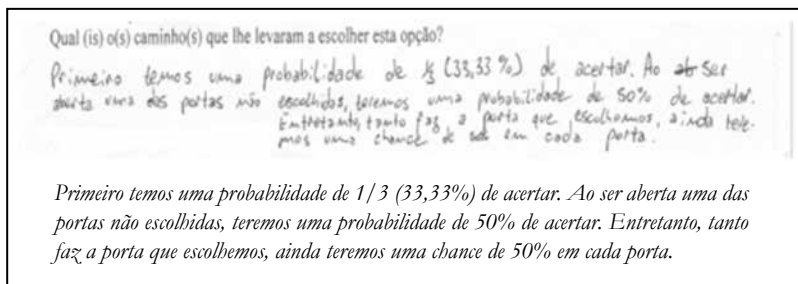 Qual (is) o(s) caminho(s) que lhe levaram a escolher esta opção?
Primeiro temos uma probabilidade de 1/3 (33,33 %) de acertar. Ao ser
aberta uma das portas não escolhidas, teremos uma probabilidade de 50% de acertar.
Entretanto, tanto faz a porta que escolhemos, ainda tere-
mos uma chance de em cada porta.
Primeiro temos uma probabilidade de 1/3 (33,33%) de acertar. Ao ser aberta uma das
portas não escolhidas, teremos uma probabilidade de 50% de acertar. Entretanto, tanto
faz a porta que escolhemos, ainda teremos uma chance de 50% em cada porta.